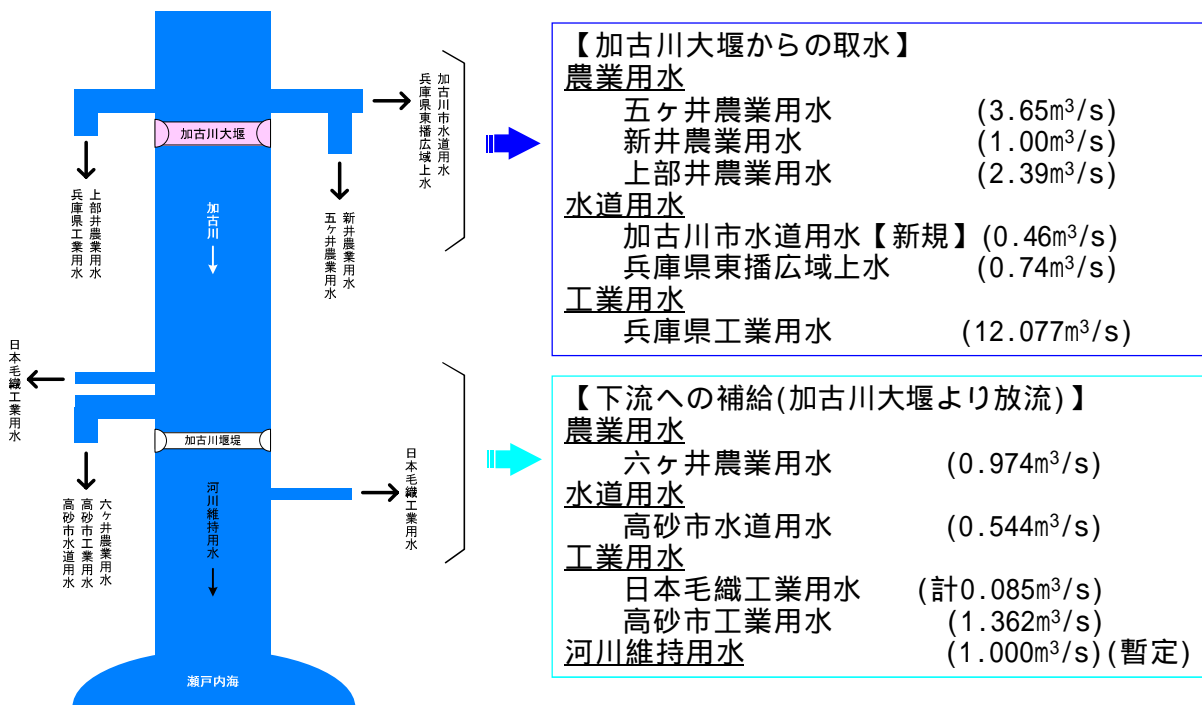 加古川大堰
加古川
上部井農業用水
兵庫県工業用水
加古川市水道用水
兵庫県東播広域上水
新井農業用水
五ヶ井農業用水
日本毛織工業用水
加古川堰堤
六ヶ井農業用水
高砂市工業用水
高砂市水道用水
河川維持用水
日本毛織工業用水
瀬戸内海
【加古川大堰からの取水】
農業用水
五ヶ井農業用水 (3.65m³/s)
新井農業用水 (1.00m³/s)
上部井農業用水 (2.39m³/s)
水道用水
加古川市水道用水【新規】(0.46m³/s)
兵庫県東播広域上水 (0.74m³/s)
工業用水
兵庫県工業用水 (12.077m³/s)
【下流への補給(加古川大堰より放流)】
農業用水
六ヶ井農業用水 (0.974m³/s)
水道用水
高砂市水道用水 (0.544m³/s)
工業用水
日本毛織工業用水 (計0.085m³/s)
高砂市工業用水 (1.362m³/s)
河川維持用水 (1.000m³/s)(暫定)